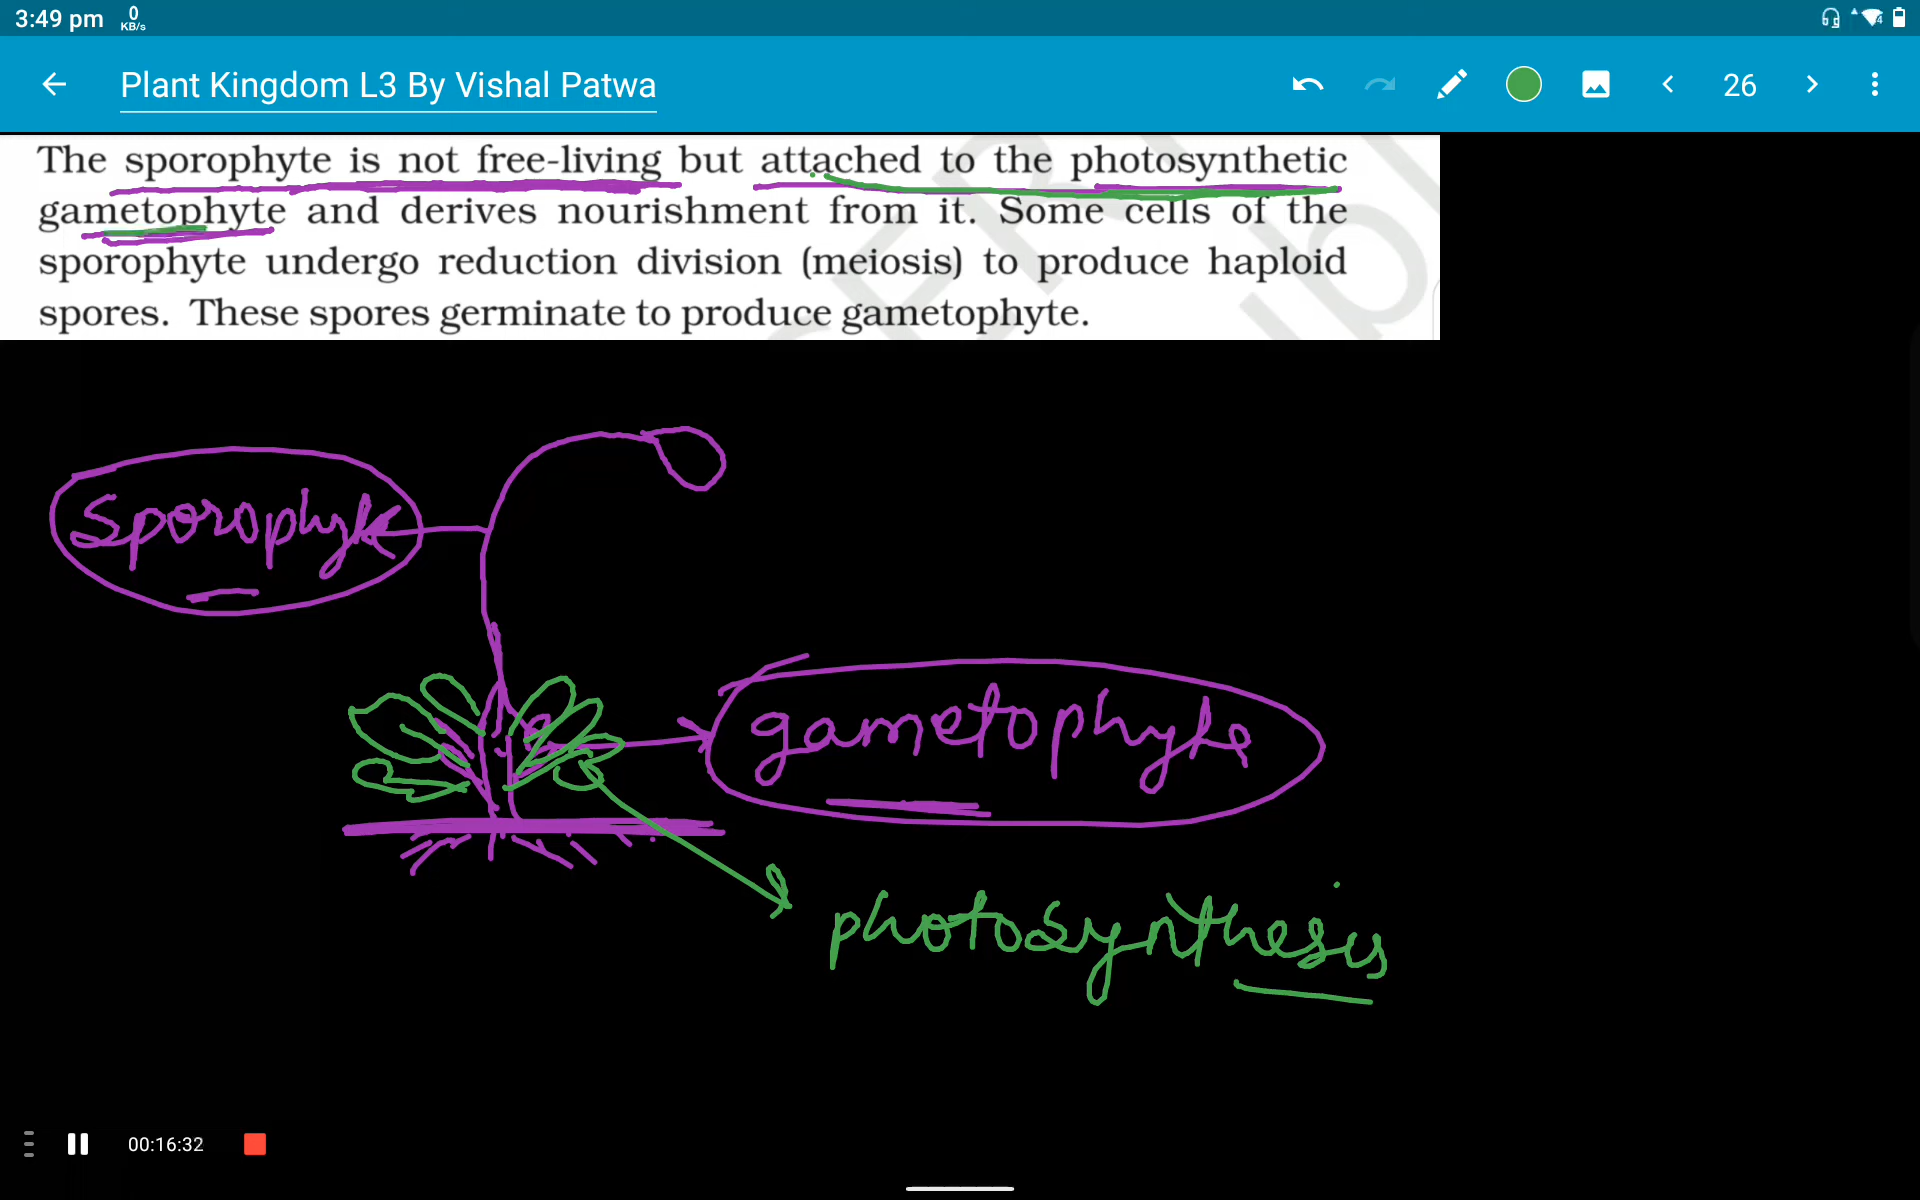 3:49 pm 0 KB/s
Plant Kingdom L3 By Vishal Patwa 26
The sporophyte is not free-living but attached to the photosynthetic
gametophyte and derives nourishment from it. Some cells of the
sporophyte undergo reduction division (meiosis) to produce haploid
spores. These spores germinate to produce gametophyte.
Sporophyte
gametophyte
photosynthesis
00:16:32